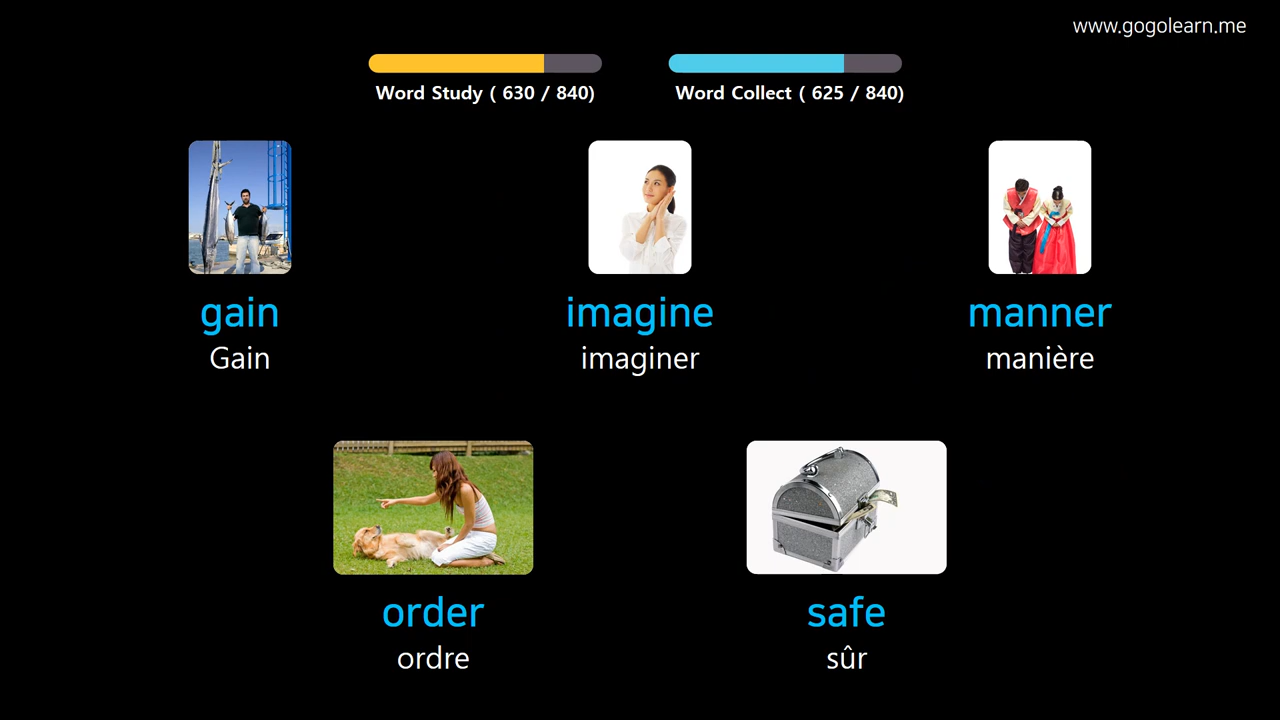 www.gogolearn.me
Word Study ( 630 / 840)
Word Collect ( 625 / 840)
gain
Gain
imagine
imaginer
manner
manière
order
ordre
safe
sûr